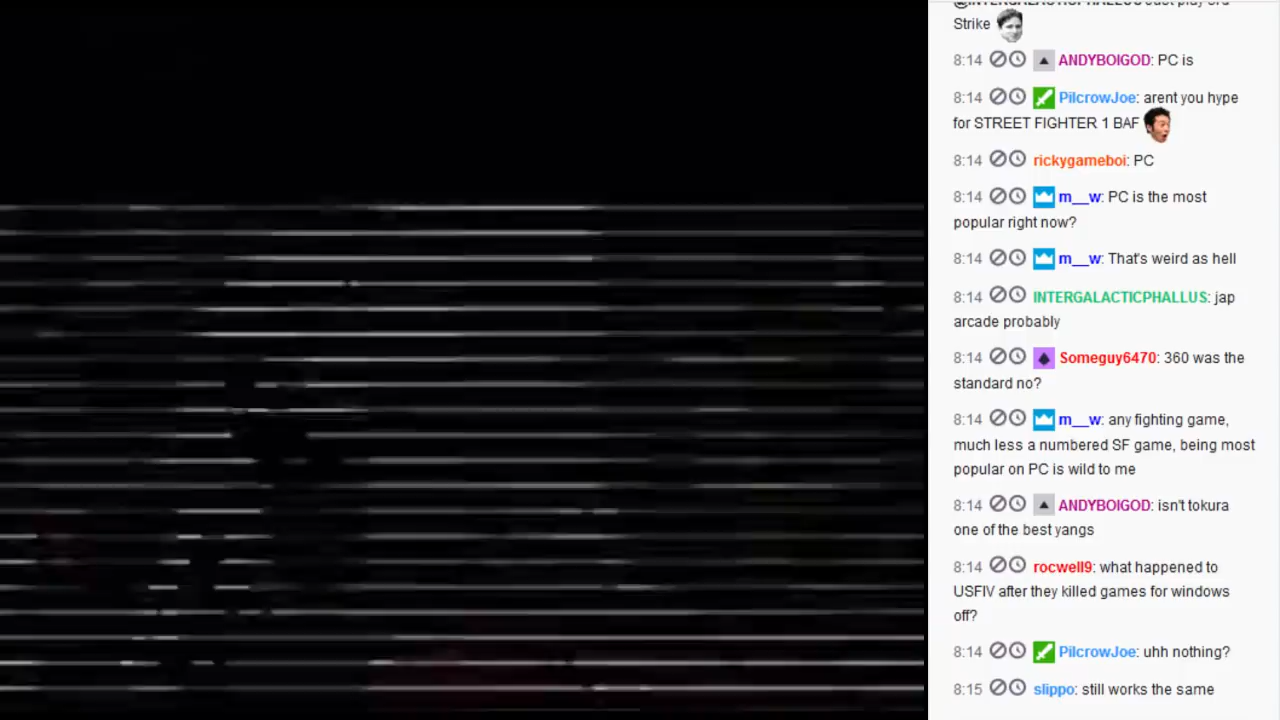 @INTERGALACTICPHALLUS Just play 3rd
Strike
8:14 ANDYBOIGOD: PC is
8:14 PilcrowJoe: arent you hype
for STREET FIGHTER 1 BAF
8:14 rickygameboi: PC
8:14 m__w: PC is the most
popular right now?
8:14 m__w: That's weird as hell
8:14 INTERGALACTICPHALLUS: jap
arcade probably
8:14 Someguy6470: 360 was the
standard no?
8:14 m__w: any fighting game,
much less a numbered SF game, being most
popular on PC is wild to me
8:14 ANDYBOIGOD: isn't tokura
one of the best yangs
8:14 rocwell9: what happened to
USFIV after they killed games for windows
off?
8:14 PilcrowJoe: uhh nothing?
8:15 slippo: still works the same